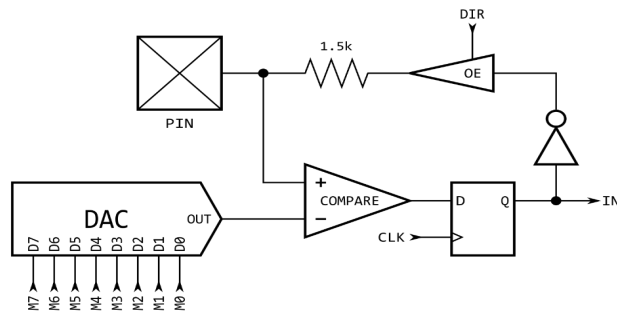 DIR
1.5k
OE
PIN
+
COMPARE
−
DAC
OUT
D7 D6 D5 D4 D3 D2 D1 D0
M7 M6 M5 M4 M3 M2 M1 M0
D Q
IN
CLK